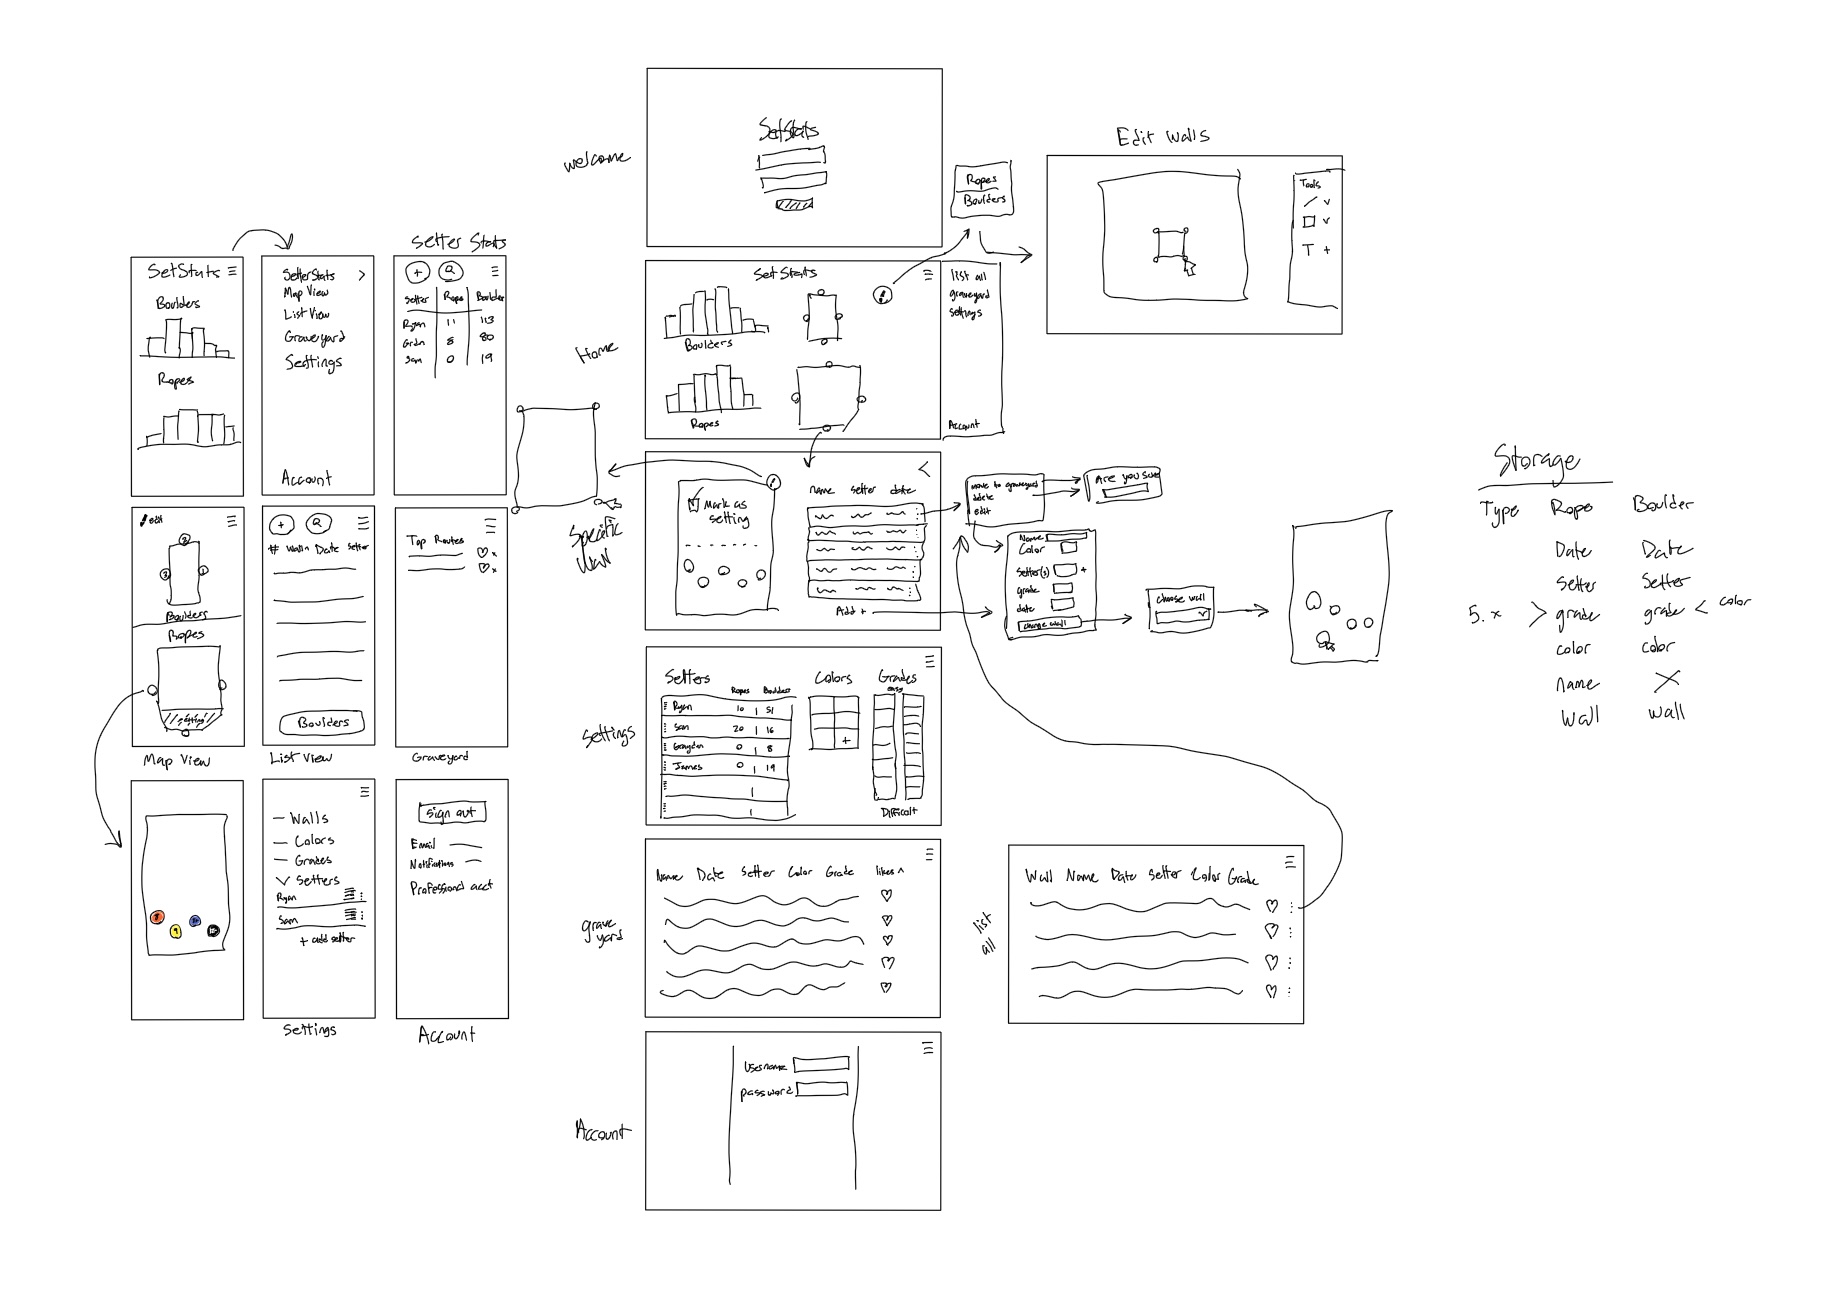 SetStats
welcome
Edit walls
Ropes
Boulders
Tools
T +
Setter Stats
SetStats
Boulders
Ropes
SetterStats >
Map View
List View
Graveyard
Settings
Account
+
Setter Rope Boulder
Ryan 11 113
Grdn 8 80
Sam 0 19
Home
SetStats
Boulders
Ropes
list all
graveyard
settings
Account
Specific
Wall
Mark as
setting
<
name setter date
Add +
move to graveyard
delete
edit
Are you sure
Name
Color
Setter(s) +
grade
date
change wall
choose wall
Storage
Type Rope Boulder
Date Date
Setter Setter
5.x > grade grade < color
color color
name X
Wall Wall
edit
2
3
1
Boulders
Ropes
setting
Map View
+
# Walln Date Setter
Boulders
List View
Top Routes
Graveyard
Settings
Setters
Ropes Boulders
Ryan 10 51
Sam 20 16
Graydon 0 8
James 0 19
Colors
+
Grades
easy
Difficult
Walls
Colors
Grades
Setters
Ryan
Sam
+ add setter
Settings
Sign out
Email
Notifications
Professional acct
Account
grave
yard
Name Date Setter Color Grade likes ^
list
all
Wall Name Date Setter Color Grade
Account
Username
password